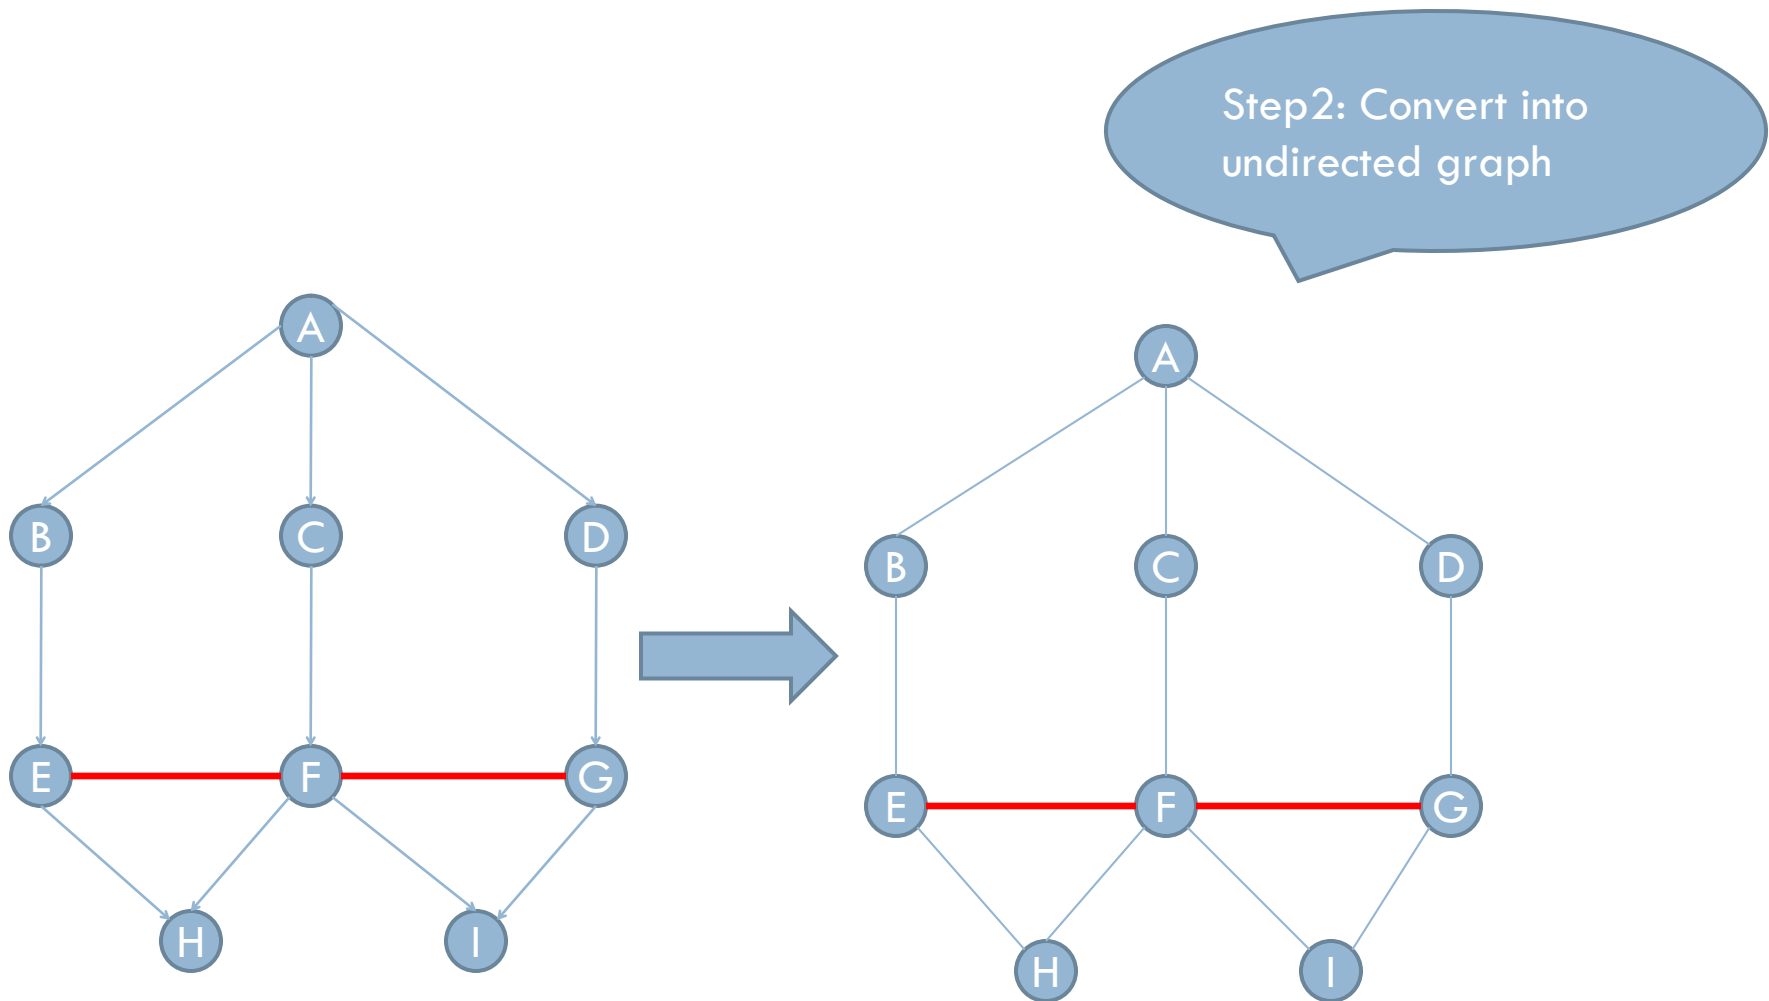 Step2: Convert into
undirected graph
A
B C D
E F G
H I
A
B C D
E F G
H I